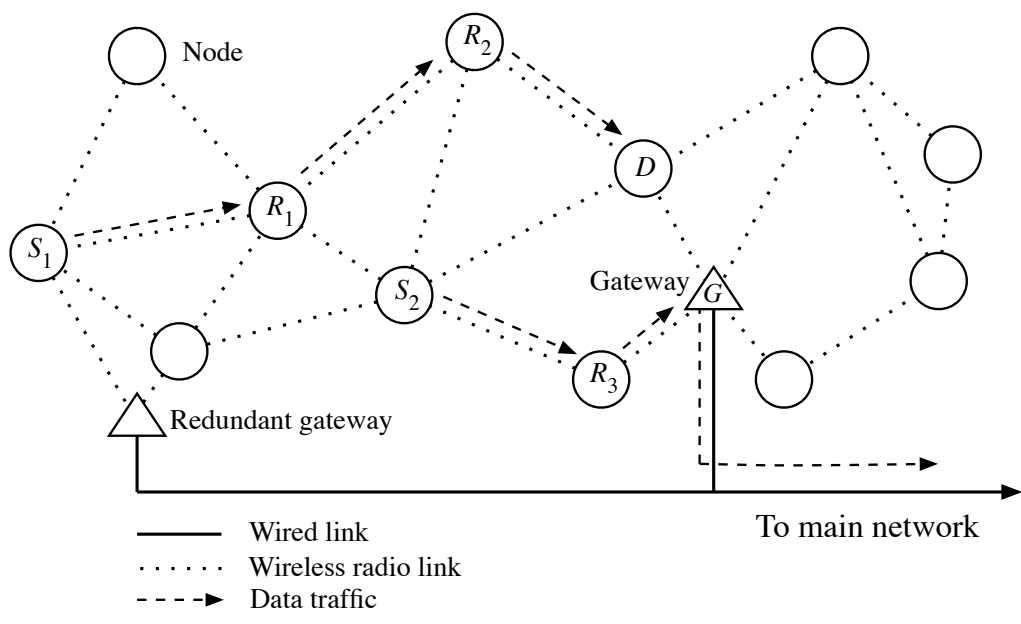 Node
R2
D
R1
S1
Gateway
G
S2
R3
Redundant gateway
To main network
Wired link
Wireless radio link
Data traffic